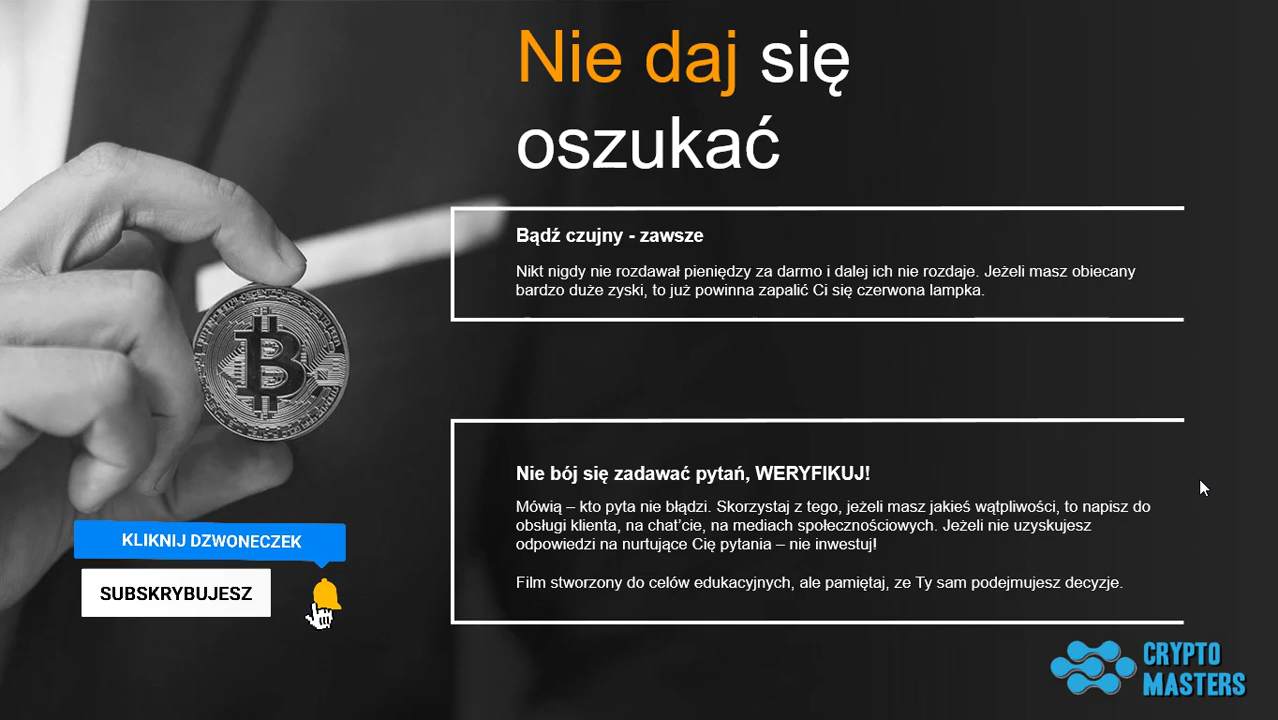 Nie daj się
oszukać
Bądź czujny - zawsze
Nikt nigdy nie rozdawał pieniędzy za darmo i dalej ich nie rozdaje. Jeżeli masz obiecany
bardzo duże zyski, to już powinna zapalić Ci się czerwona lampka.
Nie bój się zadawać pytań, WERYFIKUJ!
Mówią – kto pyta nie błądzi. Skorzystaj z tego, jeżeli masz jakieś wątpliwości, to napisz do
obsługi klienta, na chat’cie, na mediach społecznościowych. Jeżeli nie uzyskujesz
odpowiedzi na nurtujące Cię pytania – nie inwestuj!
Film stworzony do celów edukacyjnych, ale pamiętaj, ze Ty sam podejmujesz decyzje.
KLIKNIJ DZWONECZEK
SUBSKRYBUJESZ
CRYPTO
MASTERS